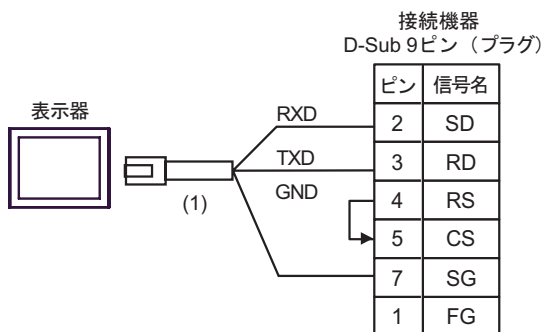 接続機器
D-Sub 9ピン（プラグ）
ピン 信号名
表示器
RXD
2 SD
TXD
3 RD
(1)
GND
4 RS
5 CS
7 SG
1 FG